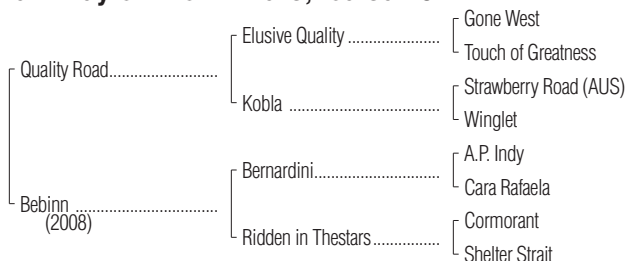 Gone West
Elusive Quality
Touch of Greatness
Quality Road
Strawberry Road (AUS)
Kobla
Winglet
A.P. Indy
Bernardini
Cara Rafaela
Bebinn
(2008)
Cormorant
Ridden in Thestars
Shelter Strait